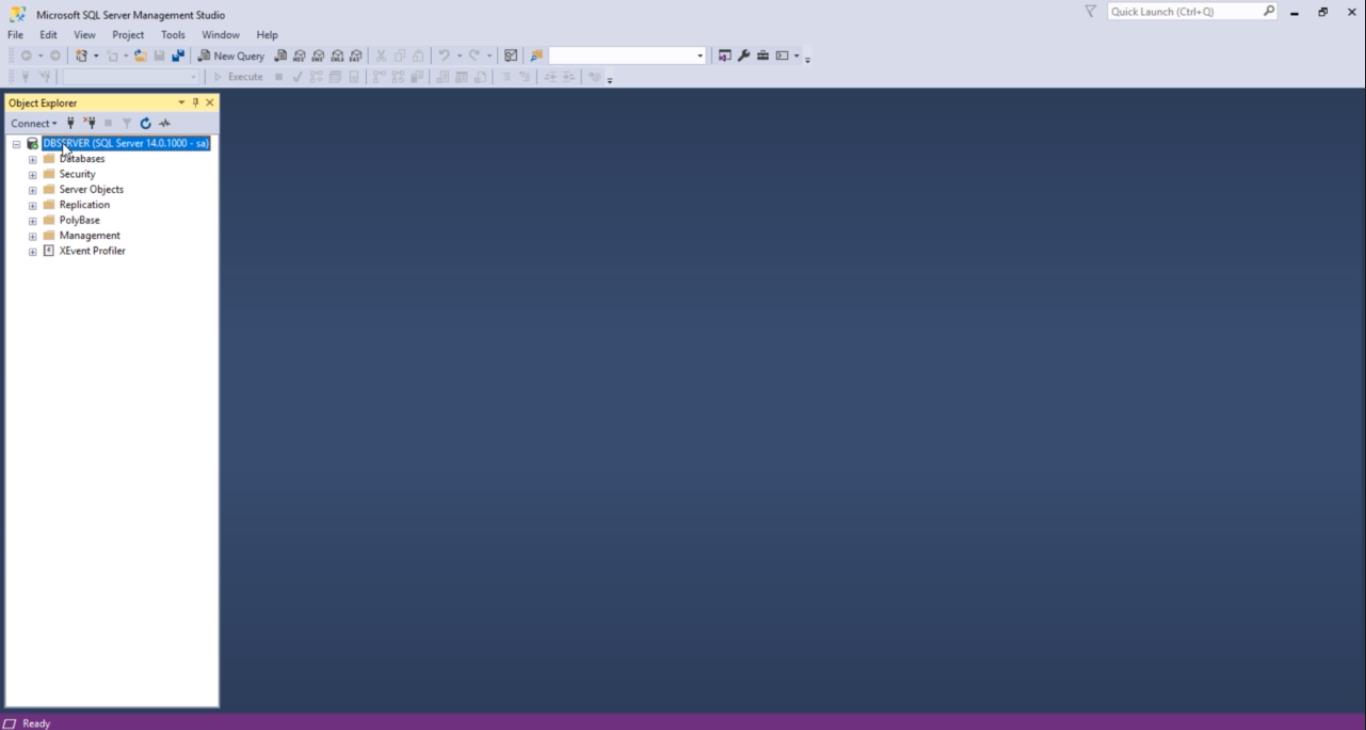 Microsoft SQL Server Management Studio
Quick Launch (Ctrl+Q)
File Edit View Project Tools Window Help
New Query
Execute
Object Explorer
Connect
DBSERVER (SQL Server 14.0.1000 - sa)
Databases
Security
Server Objects
Replication
PolyBase
Management
XEvent Profiler
Ready